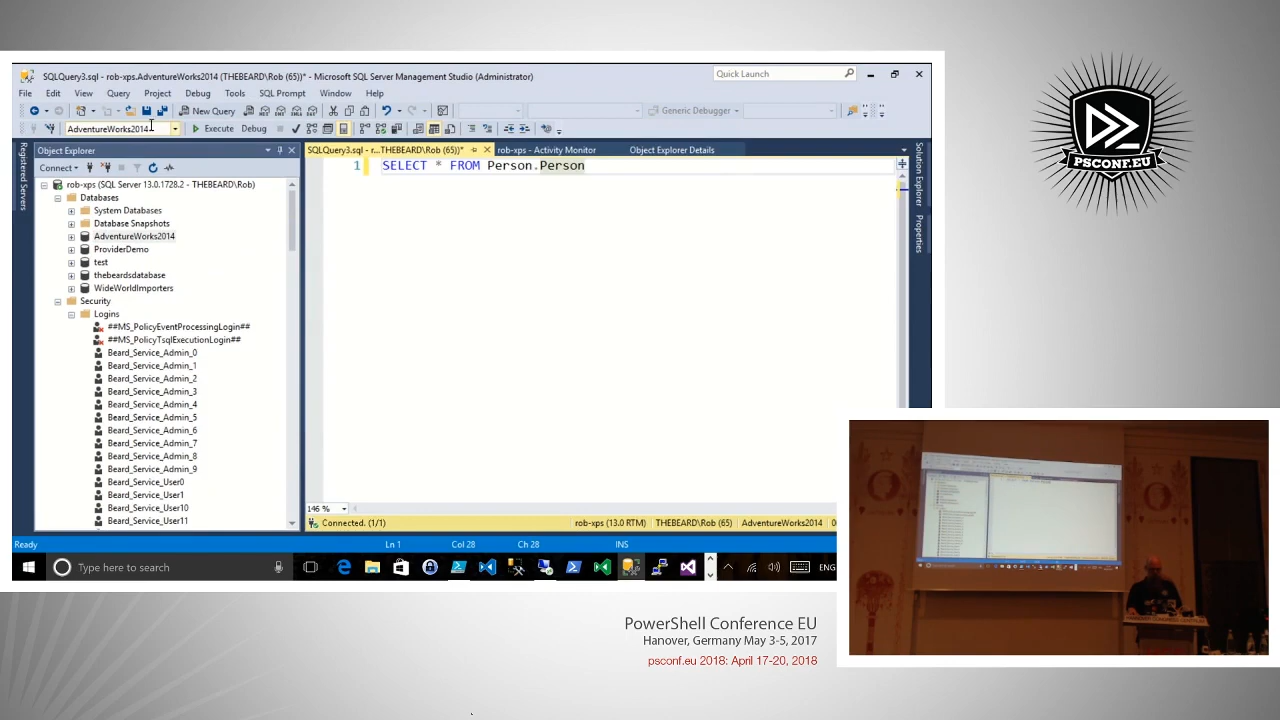 SQLQuery3.sql - rob-xps.AdventureWorks2014 (THEBEARD\Rob (65))* - Microsoft SQL Server Management Studio (Administrator)
Quick Launch
File Edit View Query Project Debug Tools SQL Prompt Window Help
New Query
Generic Debugger
AdventureWorks2014
Execute Debug
Registered Servers
Object Explorer
Connect
rob-xps (SQL Server 13.0.1728.2 - THEBEARD\Rob)
Databases
System Databases
Database Snapshots
AdventureWorks2014
ProviderDemo
test
thebeardsdatabase
WideWorldImporters
Security
Logins
##MS_PolicyEventProcessingLogin##
##MS_PolicyTsqlExecutionLogin##
Beard_Service_Admin_0
Beard_Service_Admin_1
Beard_Service_Admin_2
Beard_Service_Admin_3
Beard_Service_Admin_4
Beard_Service_Admin_5
Beard_Service_Admin_6
Beard_Service_Admin_7
Beard_Service_Admin_8
Beard_Service_Admin_9
Beard_Service_User0
Beard_Service_User1
Beard_Service_User10
Beard_Service_User11
SQLQuery3.sql - r...THEBEARD\Rob (65))* rob-xps - Activity Monitor Object Explorer Details
1 SELECT * FROM Person.Person
Solution Explorer
Properties
146 %
Connected. (1/1) rob-xps (13.0 RTM) THEBEARD\Rob (65) AdventureWorks2014
Ready Ln 1 Col 28 Ch 28 INS
Type here to search
ENG
PSCONF.EU
PowerShell Conference EU
Hanover, Germany May 3-5, 2017
psconf.eu 2018: April 17-20, 2018